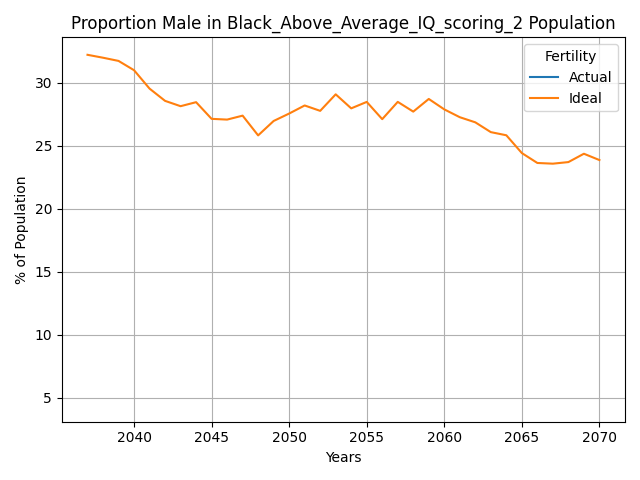 Proportion Male in Black_Above_Average_IQ_scoring_2 Population
Fertility
Actual
Ideal
30
25
20
15
10
5
% of Population
2040 2045 2050 2055 2060 2065 2070
Years